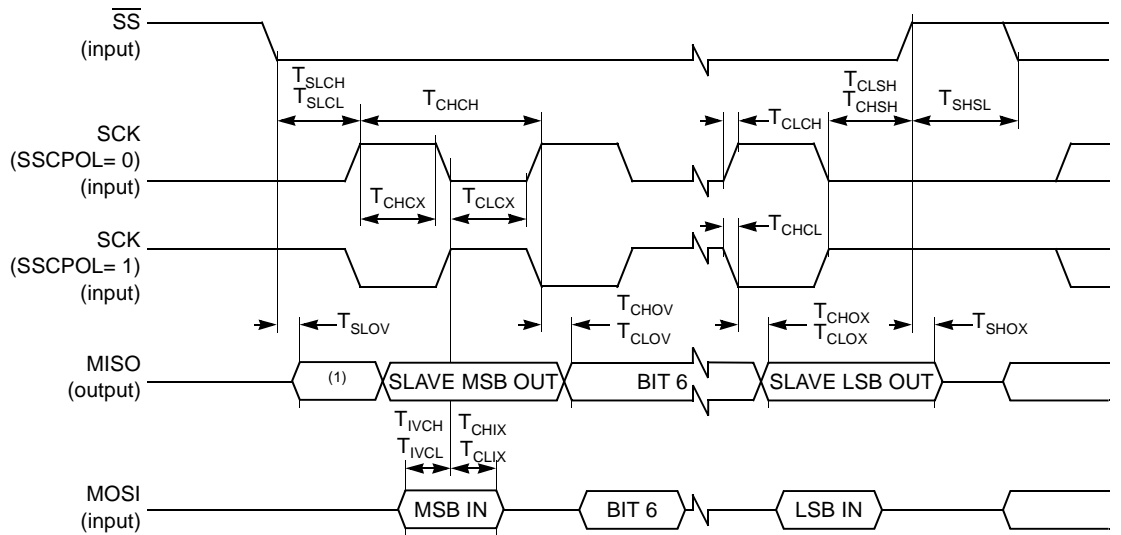 SS
(input)
T_SLCH
T_SLCL
T_CHCH
T_CLCH
T_CLSH
T_CHSH
T_SHSL
SCK
(SSCPOL= 0)
(input)
T_CHCX
T_CLCX
SCK
(SSCPOL= 1)
(input)
T_CHCL
T_SLOV
T_CHOV
T_CLOV
T_CHOX
T_CLOX
T_SHOX
MISO
(output)
(1)
SLAVE MSB OUT
BIT 6
SLAVE LSB OUT
T_IVCH
T_IVCL
T_CHIX
T_CLIX
MOSI
(input)
MSB IN
BIT 6
LSB IN